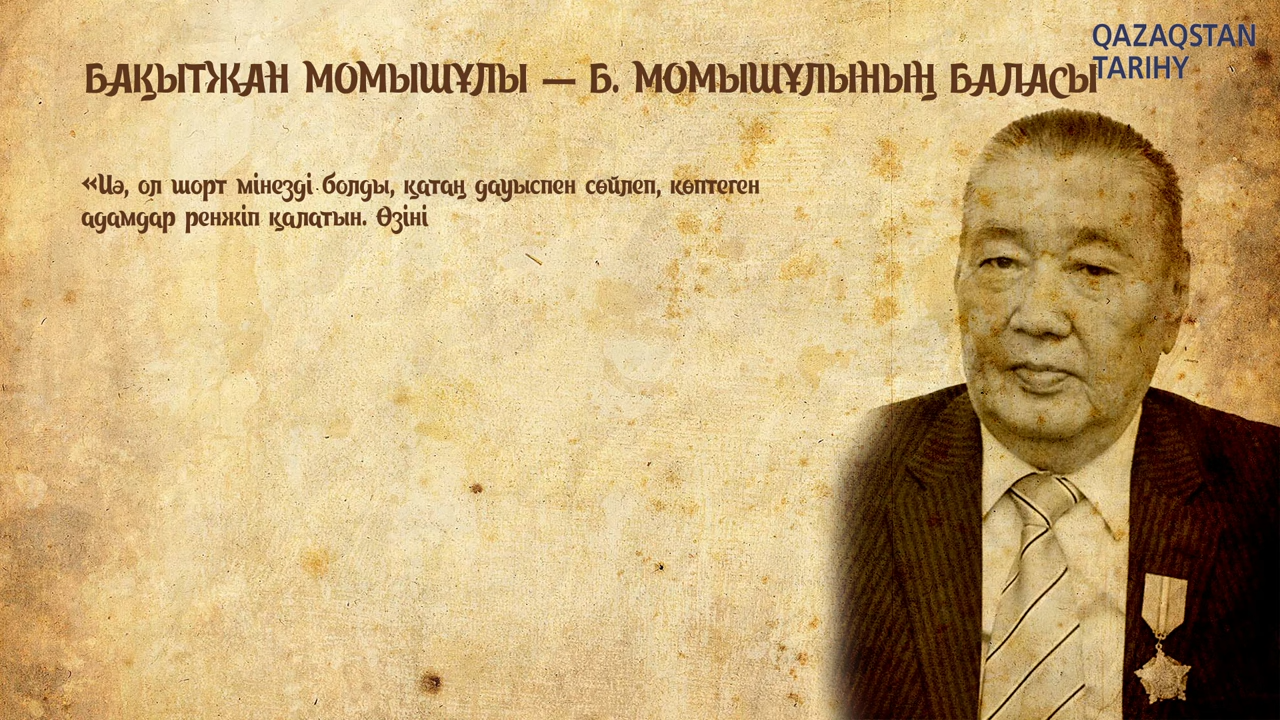 QAZAQSTAN
TARIHY
БАҚЫТЖАН МОМЫШҰЛЫ — Б. МОМЫШҰЛЫНЫҢ БАЛАСЫ
«Иә, ол шорт мінезді болды, қатаң дауыспен сөйлеп, көптеген
адамдар ренжіп қалатын. Өзіні